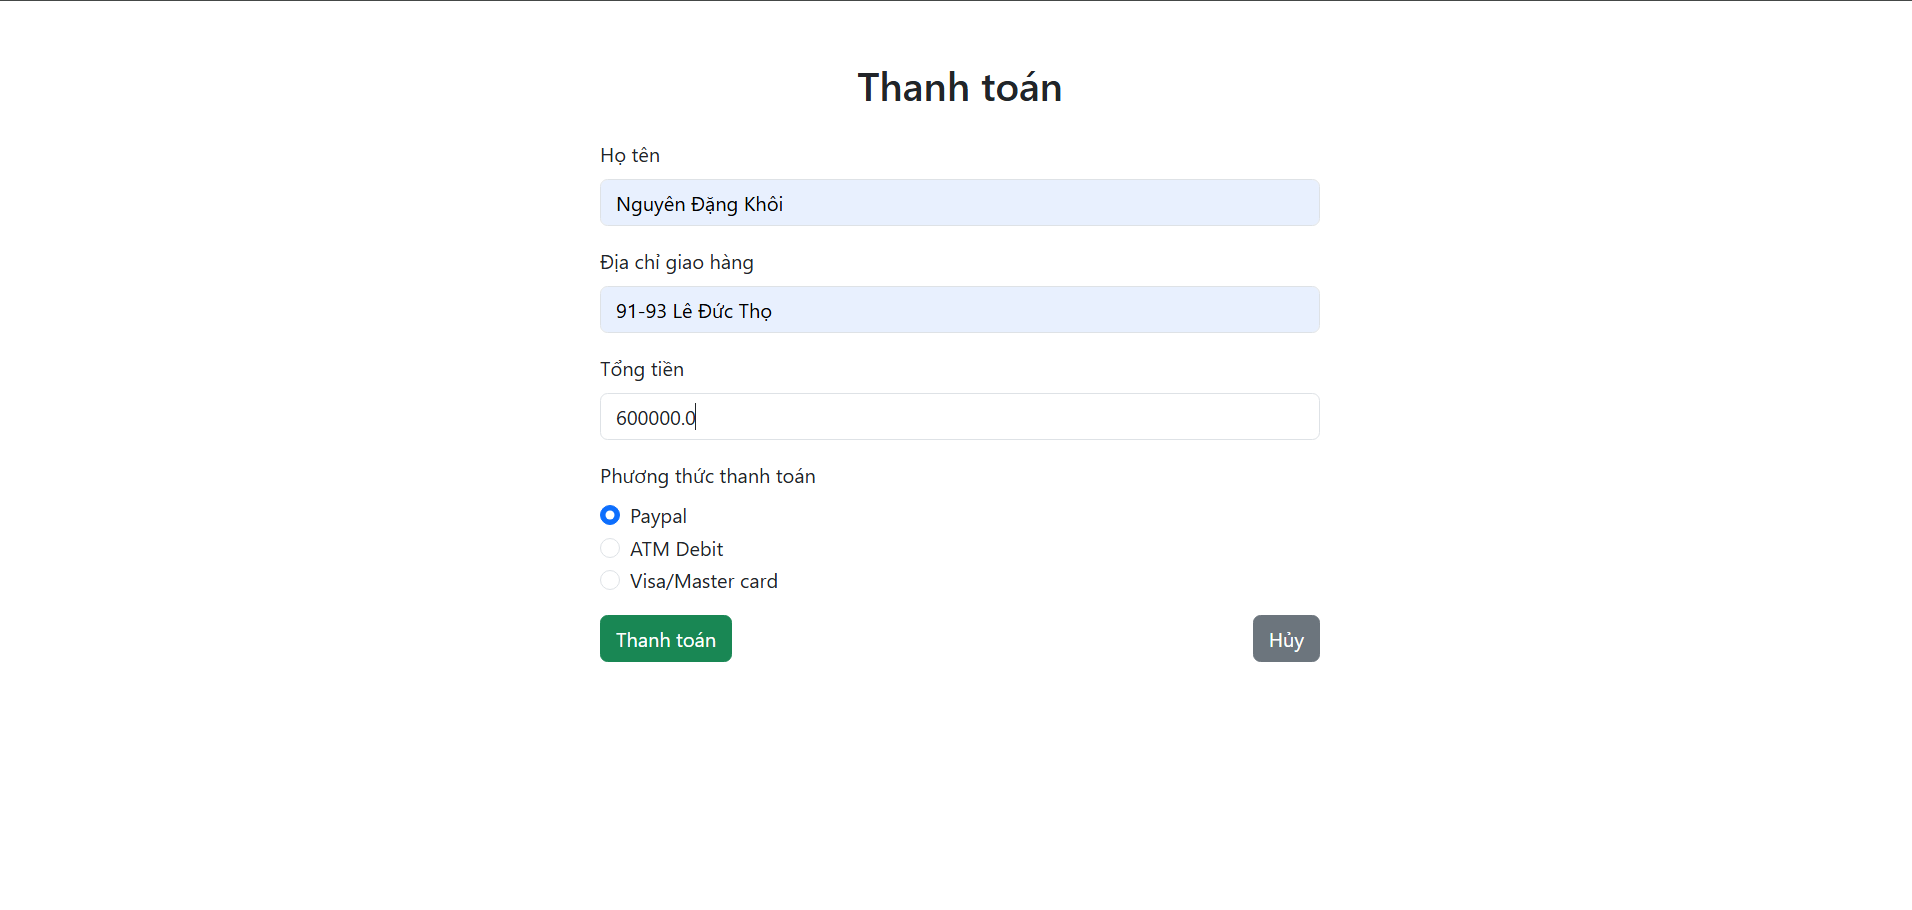 Thanh toán
Họ tên
Nguyên Đặng Khôi
Địa chỉ giao hàng
91-93 Lê Đức Thọ
Tổng tiền
600000.0
Phương thức thanh toán
Paypal
ATM Debit
Visa/Master card
Thanh toán
Hủy